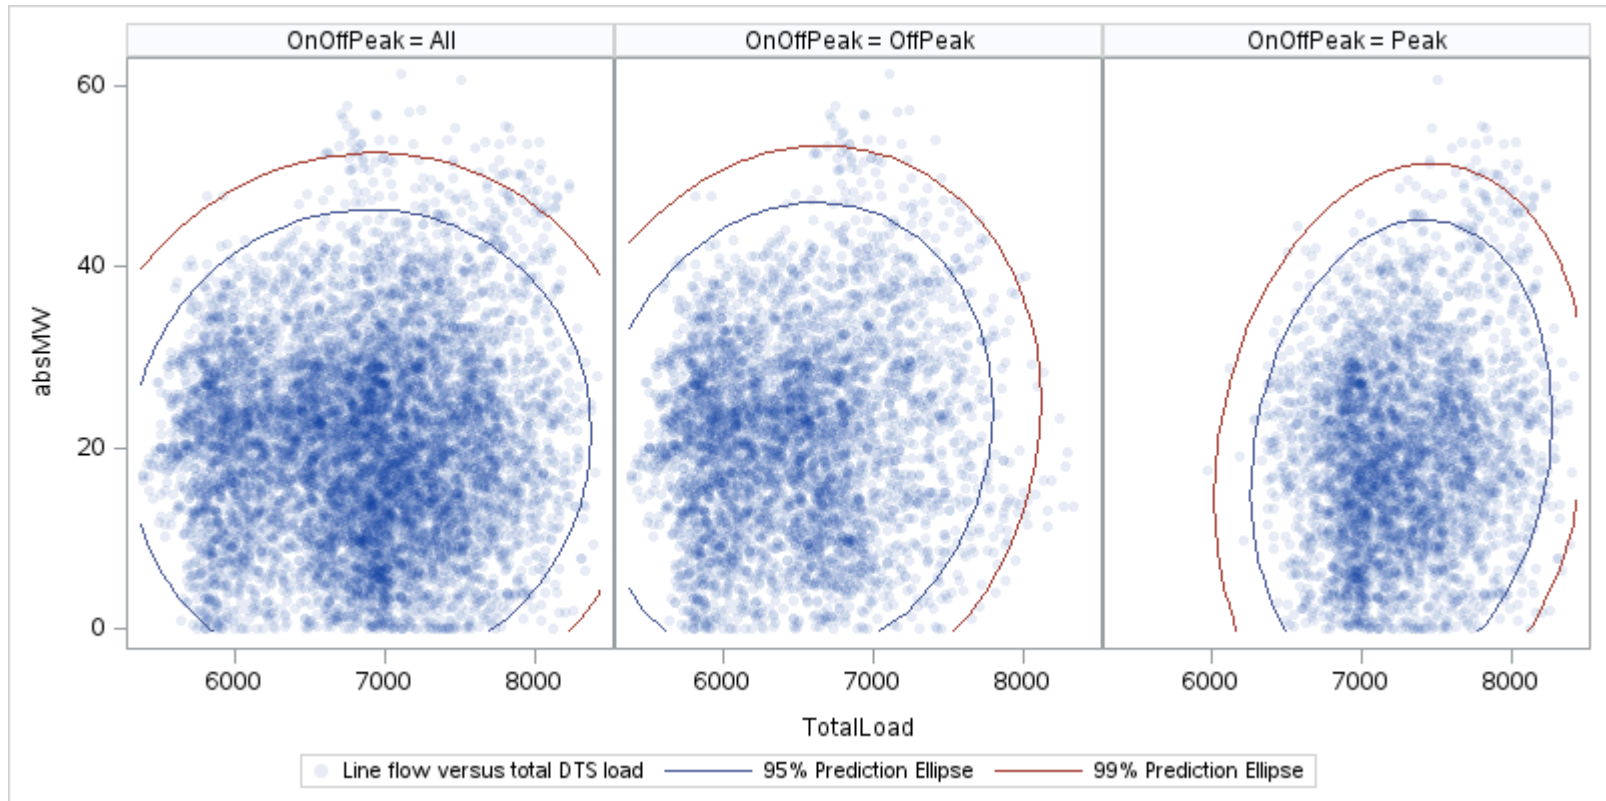 OnOffPeak = All
OnOffPeak = OffPeak
OnOffPeak = Peak
60
40
20
0
absMW
6000 7000 8000
6000 7000 8000
6000 7000 8000
TotalLoad
Line flow versus total DTS load
95% Prediction Ellipse
99% Prediction Ellipse